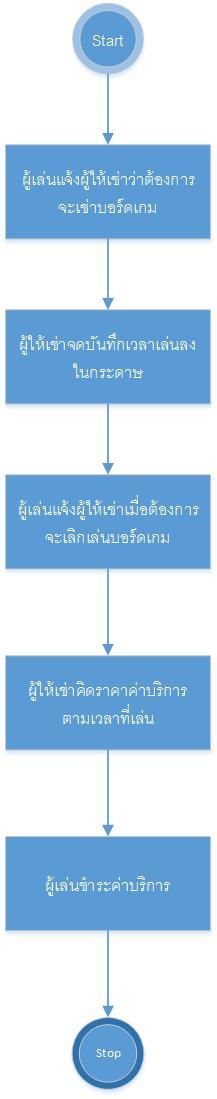 Start
ผู้เล่นแจ้งผู้ให้เช่าว่าต้องการ
จะเช่าบอร์ดเกม
ผู้ให้เช่าจดบันทึกเวลาเล่นลง
ในกระดาษ
ผู้เล่นแจ้งผู้ให้เช่าเมื่อต้องการ
จะเลิกเล่นบอร์ดเกม
ผู้ให้เช่าคิดราคาค่าบริการ
ตามเวลาที่เล่น
ผู้เล่นชำระค่าบริการ
Stop